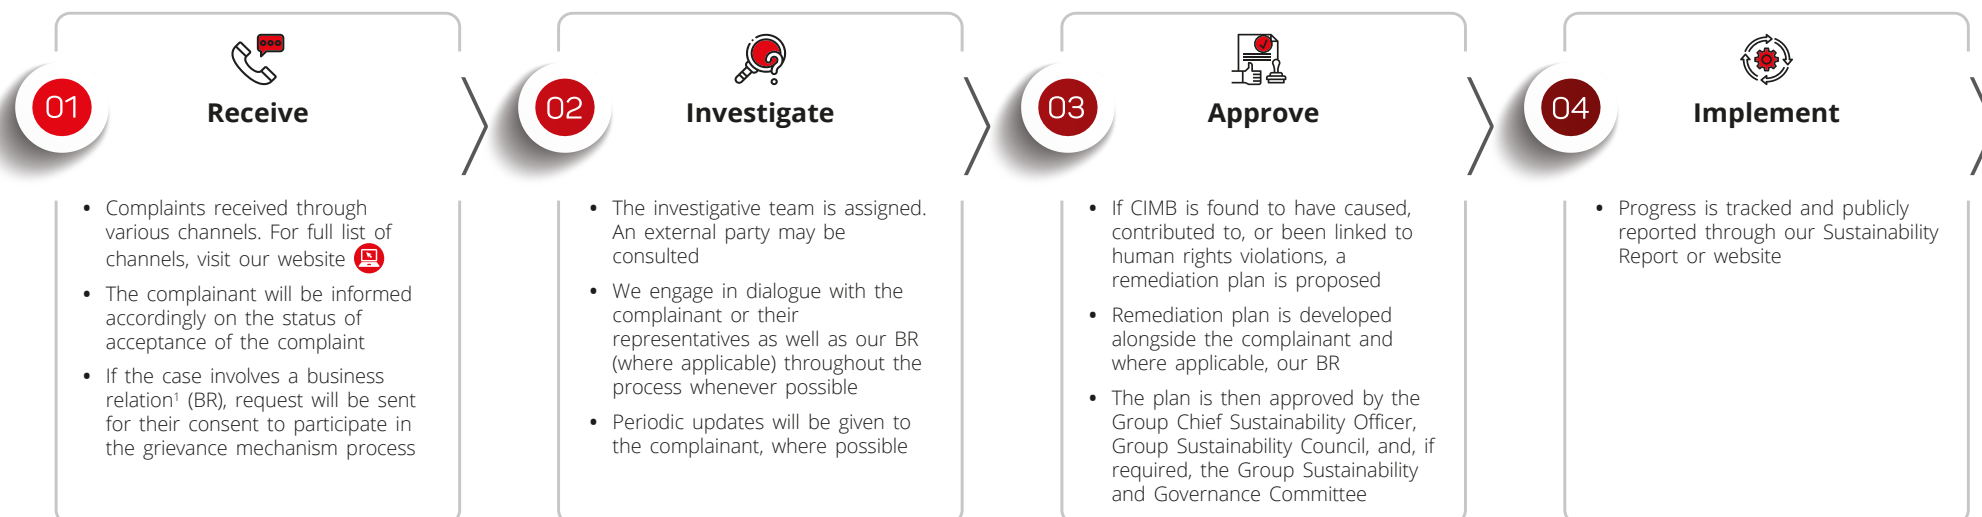 01
Receive
• Complaints received through
various channels. For full list of
channels, visit our website
• The complainant will be informed
accordingly on the status of
acceptance of the complaint
• If the case involves a business
relation¹ (BR), request will be sent
for their consent to participate in
the grievance mechanism process
02
Investigate
• The investigative team is assigned.
An external party may be
consulted
• We engage in dialogue with the
complainant or their
representatives as well as our BR
(where applicable) throughout the
process whenever possible
• Periodic updates will be given to
the complainant, where possible
03
Approve
• If CIMB is found to have caused,
contributed to, or been linked to
human rights violations, a
remediation plan is proposed
• Remediation plan is developed
alongside the complainant and
where applicable, our BR
• The plan is then approved by the
Group Chief Sustainability Officer,
Group Sustainability Council, and, if
required, the Group Sustainability
and Governance Committee
04
Implement
• Progress is tracked and publicly
reported through our Sustainability
Report or website